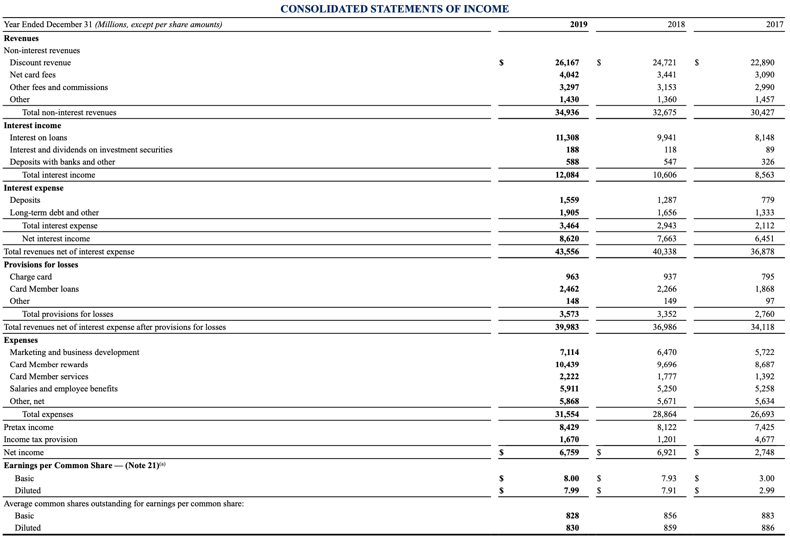 CONSOLIDATED STATEMENTS OF INCOME
Year Ended December 31 (Millions, except per share amounts) 2019 2018 2017
Revenues
Non-interest revenues
Discount revenue $ 26,167 $ 24,721 $ 22,890
Net card fees 4,042 3,441 3,090
Other fees and commissions 3,297 3,153 2,990
Other 1,430 1,360 1,457
Total non-interest revenues 34,936 32,675 30,427
Interest income
Interest on loans 11,308 9,941 8,148
Interest and dividends on investment securities 188 118 89
Deposits with banks and other 588 547 326
Total interest income 12,084 10,606 8,563
Interest expense
Deposits 1,559 1,287 779
Long-term debt and other 1,905 1,656 1,333
Total interest expense 3,464 2,943 2,112
Net interest income 8,620 7,663 6,451
Total revenues net of interest expense 43,556 40,338 36,878
Provisions for losses
Charge card 963 937 795
Card Member loans 2,462 2,266 1,868
Other 148 149 97
Total provisions for losses 3,573 3,352 2,760
Total revenues net of interest expense after provisions for losses 39,983 36,986 34,118
Expenses
Marketing and business development 7,114 6,470 5,722
Card Member rewards 10,439 9,696 8,687
Card Member services 2,222 1,777 1,392
Salaries and employee benefits 5,911 5,250 5,258
Other, net 5,868 5,671 5,634
Total expenses 31,554 28,864 26,693
Pretax income 8,429 8,122 7,425
Income tax provision 1,670 1,201 4,677
Net income $ 6,759 $ 6,921 $ 2,748
Earnings per Common Share — (Note 21)(a)
Basic $ 8.00 $ 7.93 $ 3.00
Diluted $ 7.99 $ 7.91 $ 2.99
Average common shares outstanding for earnings per common share:
Basic 828 856 883
Diluted 830 859 886